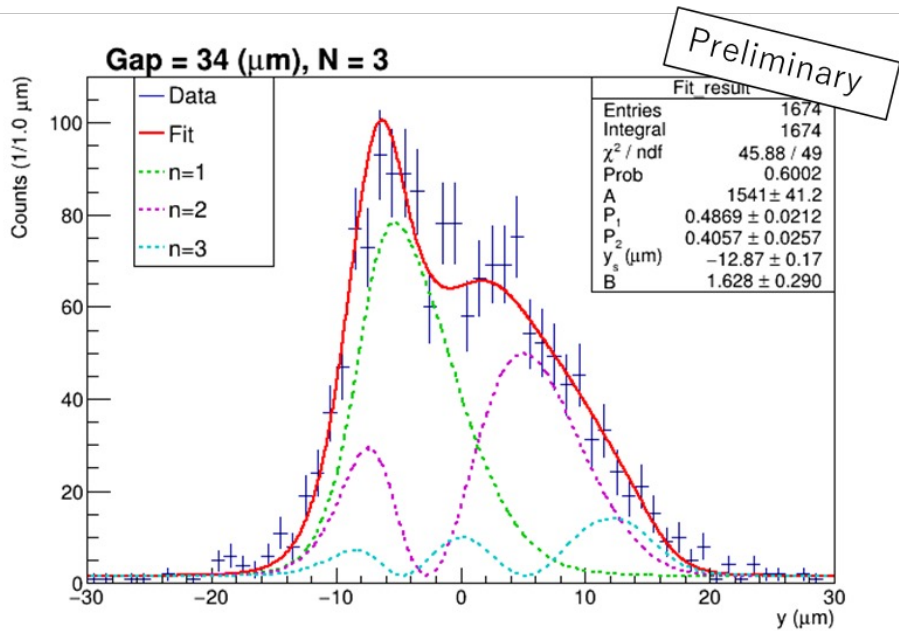 Preliminary
Gap = 34 (μm), N = 3
Data
Fit
n=1
n=2
n=3
Fit_result
Entries 1674
Integral 1674
χ² / ndf 45.88 / 49
Prob 0.6002
A 1541± 41.2
P₁ 0.4869 ± 0.0212
P₂ 0.4057 ± 0.0257
yₛ (μm) −12.87 ± 0.17
B 1.628 ± 0.290
Counts (1/1.0 μm)
100
80
60
40
20
0
−30 −20 −10 0 10 20 30
y (μm)